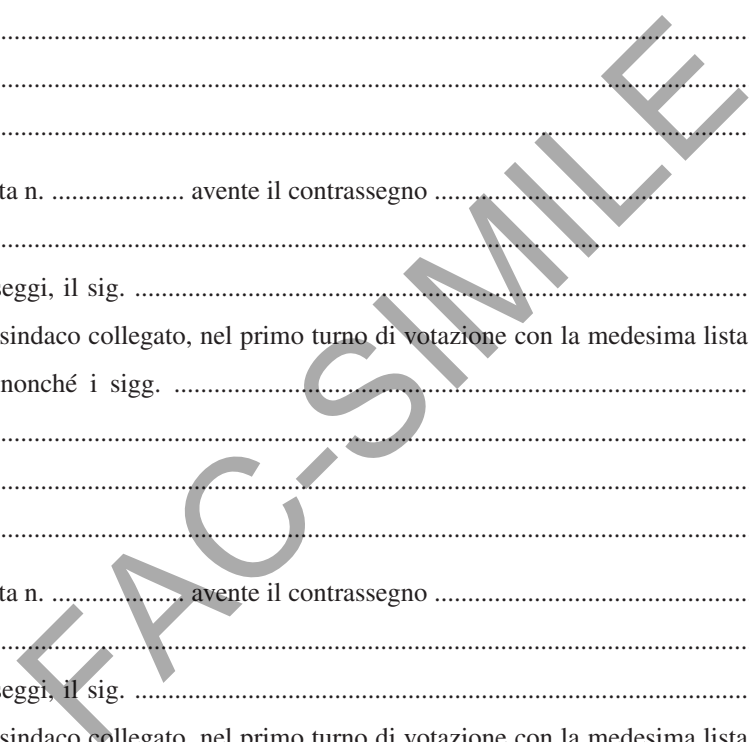 ..........................................................................................................................
..........................................................................................................................
..........................................................................................................................
ta n. .................... avente il contrassegno ...............................................
..........................................................................................................................
seggi, il sig. ............................................................................................
sindaco collegato, nel primo turno di votazione con la medesima lista
nonché i sigg. .....................................................................................
..........................................................................................................................
..........................................................................................................................
..........................................................................................................................
ta n. .................... avente il contrassegno ...............................................
..........................................................................................................................
seggi, il sig. ............................................................................................
sindaco collegato, nel primo turno di votazione con la medesima lista
FAC-SIMILE